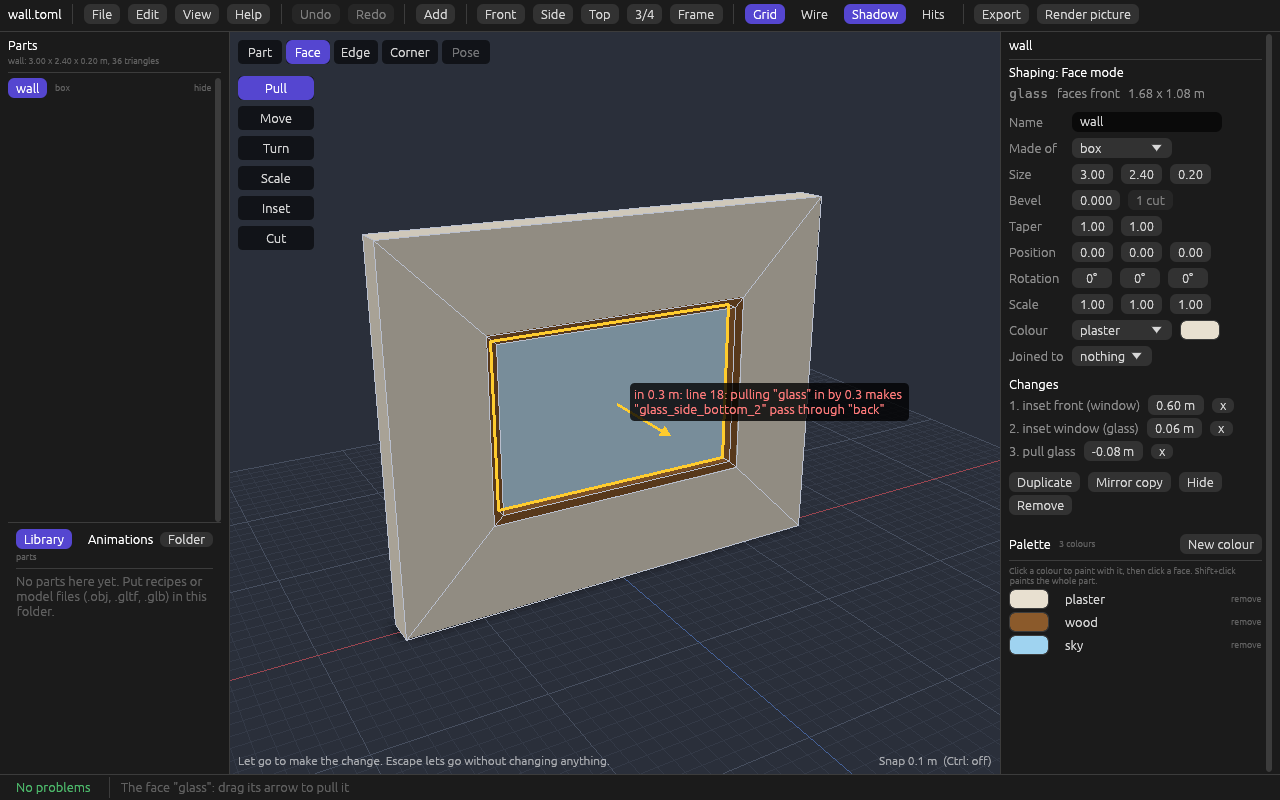 wall.toml File Edit View Help Undo Redo Add Front Side Top 3/4 Frame Grid Wire Shadow Hits Export Render picture
Parts
wall: 3.00 x 2.40 x 0.20 m, 36 triangles
wall box hide
Library Animations Folder
parts
No parts here yet. Put recipes or
model files (.obj, .gltf, .glb) in this
folder.
Part Face Edge Corner Pose
Pull
Move
Turn
Scale
Inset
Cut
in 0.3 m: line 18: pulling "glass" in by 0.3 makes
"glass_side_bottom_2" pass through "back"
Let go to make the change. Escape lets go without changing anything.
Snap 0.1 m (Ctrl: off)
wall
Shaping: Face mode
glass faces front 1.68 x 1.08 m
Name wall
Made of box
Size 3.00 2.40 0.20
Bevel 0.000 1 cut
Taper 1.00 1.00
Position 0.00 0.00 0.00
Rotation 0° 0° 0°
Scale 1.00 1.00 1.00
Colour plaster
Joined to nothing
Changes
1. inset front (window) 0.60 m x
2. inset window (glass) 0.06 m x
3. pull glass -0.08 m x
Duplicate Mirror copy Hide
Remove
Palette 3 colours New colour
Click a colour to paint with it, then click a face. Shift+click
paints the whole part.
plaster remove
wood remove
sky remove
No problems The face "glass": drag its arrow to pull it